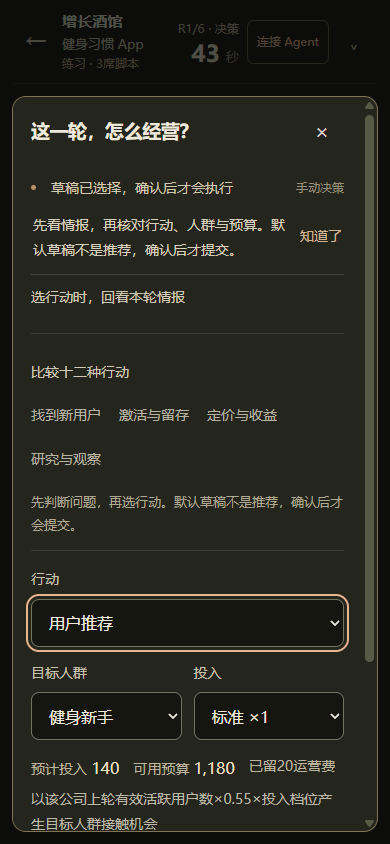 增长酒馆
健身习惯 App
练习 · 3席脚本
R1/6 · 决策
43 秒
连接 Agent
这一轮，怎么经营？
草稿已选择，确认后才会执行
手动决策
先看情报，再核对行动、人群与预算。默
认草稿不是推荐，确认后才提交。
知道了
选行动时，回看本轮情报
比较十二种行动
找到新用户 激活与留存 定价与收益
研究与观察
先判断问题，再选行动。默认草稿不是推荐，确认后才
会提交。
行动
用户推荐
目标人群 投入
健身新手 标准 ×1
预计投入 140 可用预算 1,180 已留20运营费
以该公司上轮有效活跃用户数×0.55×投入档位产
生目标人群接触机会